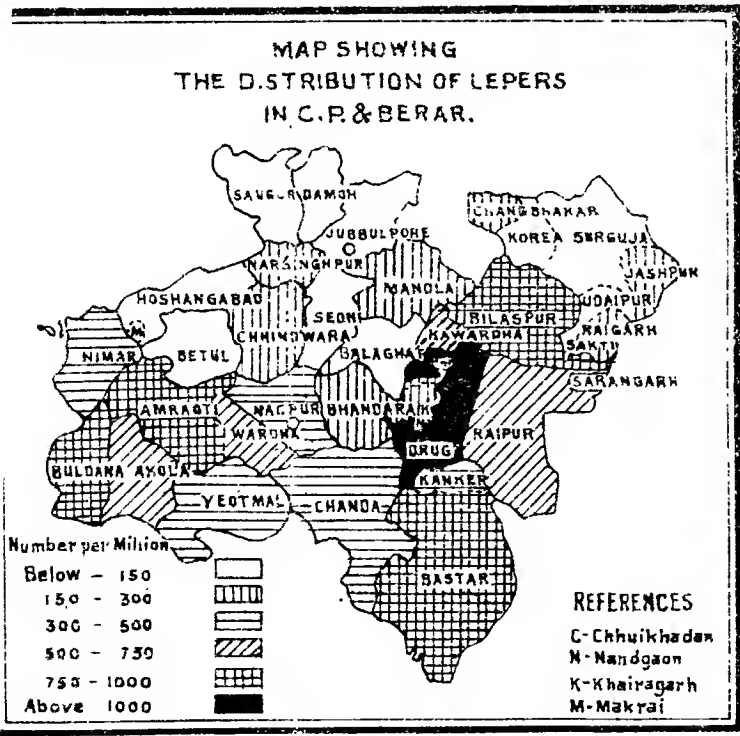 MAP SHOWING
THE D.STRIBUTION OF LEPERS
IN C.P. & BERAR.
SAUGUR DAMOH
JUBBULPORE
CHANGBHAKAR
KOREA SURGUJA
NARSINGHPUR
JASHPUR
HOSHANGABAD
MANDLA
UDAIPUR
SEONI
BILASPUR
M
CHHINDWARA
KAWARDHA
RAIGARH
NIMAR
BETUL
BALAGHAT
SAKTI
SARANGARH
AMRAOTI
NAGPUR
BHANDARA
K
N
WARDHA
RAIPUR
DRUG
BULDANA AKOLA
KANKER
YEOTMAL
CHANDA
BASTAR
Number per Million
Below - 150
150 - 300
300 - 500
500 - 750
750 - 1000
Above 1000
REFERENCES
C-Chhuikhadan
N-Nandgaon
K-Khairagarh
M-Makrai